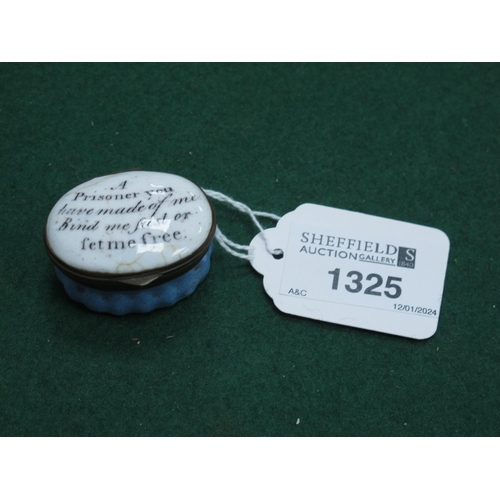 A
Prisoner you
have made of me
Bind me fast or
set me free.
SHEFFIELD
AUCTION GALLERY
S
1325
A&C
12/01/2024